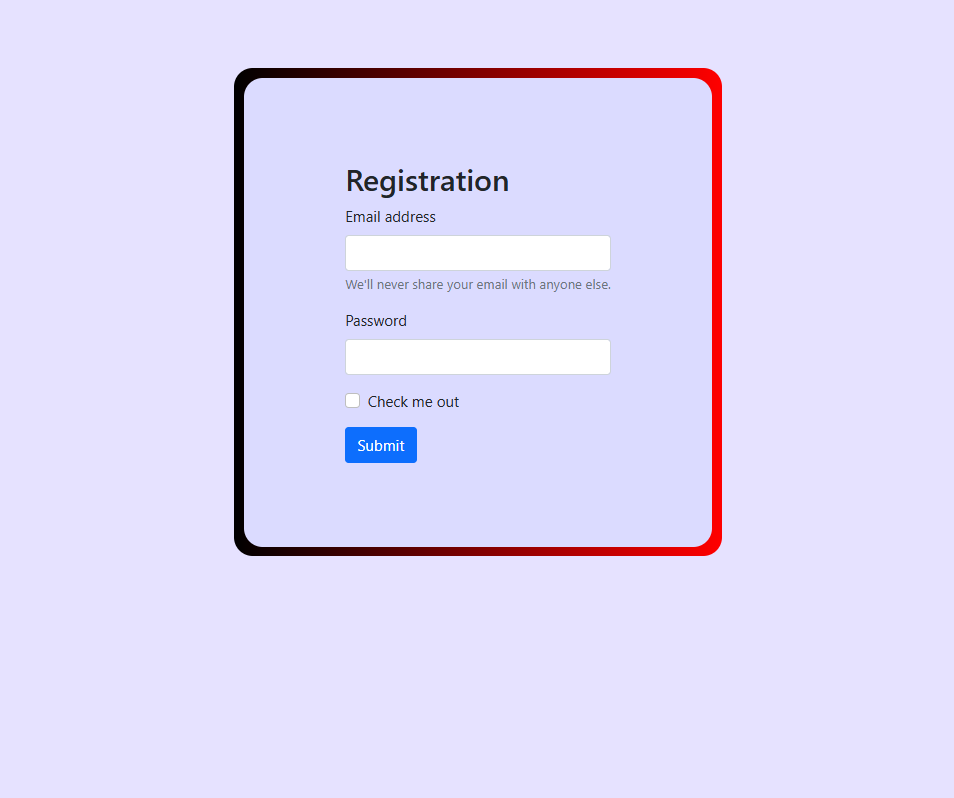 Registration
Email address
We'll never share your email with anyone else.
Password
Check me out
Submit